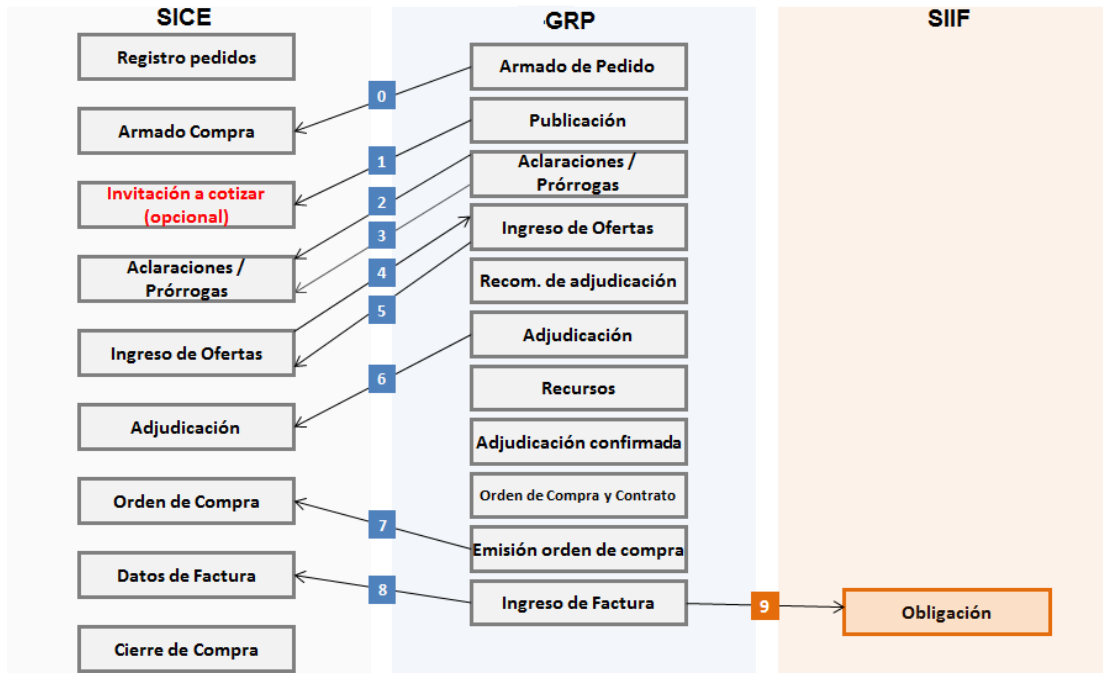 SICE
Registro pedidos
Armado Compra
Invitación a cotizar
(opcional)
Aclaraciones /
Prórrogas
Ingreso de Ofertas
Adjudicación
Orden de Compra
Datos de Factura
Cierre de Compra
0
1
2
3
4
5
6
7
8
GRP
Armado de Pedido
Publicación
Aclaraciones /
Prórrogas
Ingreso de Ofertas
Recom. de adjudicación
Adjudicación
Recursos
Adjudicación confirmada
Orden de Compra y Contrato
Emisión orden de compra
Ingreso de Factura
9
SIIF
Obligación